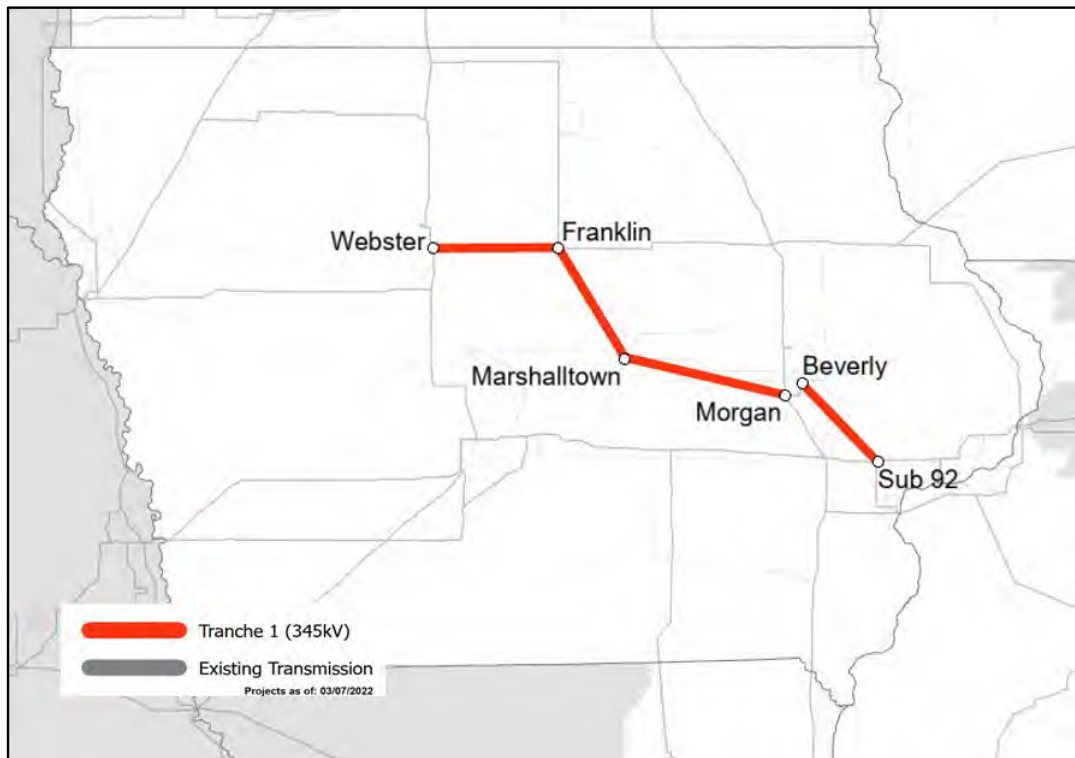 Webster
Franklin
Marshalltown
Beverly
Morgan
Sub 92
Tranche 1 (345kV)
Existing Transmission
Projects as of: 03/07/2022